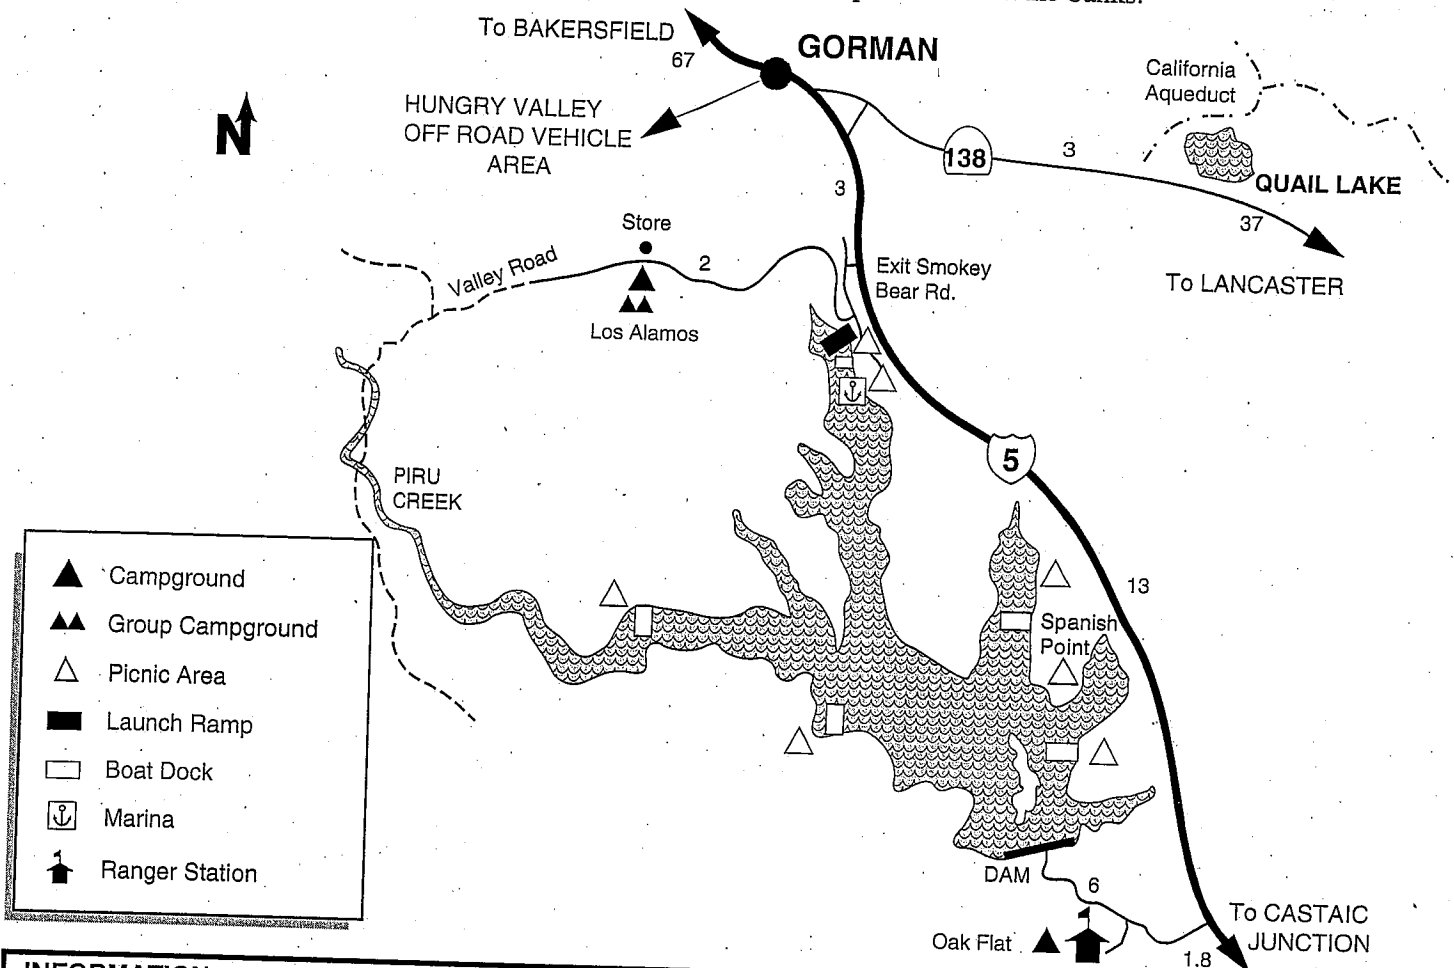 To BAKERSFIELD
67
GORMAN
California
Aqueduct
N
HUNGRY VALLEY
OFF ROAD VEHICLE
AREA
138
3
QUAIL LAKE
3
37
Store
Valley Road
2
Exit Smokey
Bear Rd.
To LANCASTER
Los Alamos
5
PIRU
CREEK
13
Spanish
Point
Campground
Group Campground
Picnic Area
Launch Ramp
Boat Dock
Marina
Ranger Station
DAM
6
To CASTAIC
JUNCTION
Oak Flat
1.8